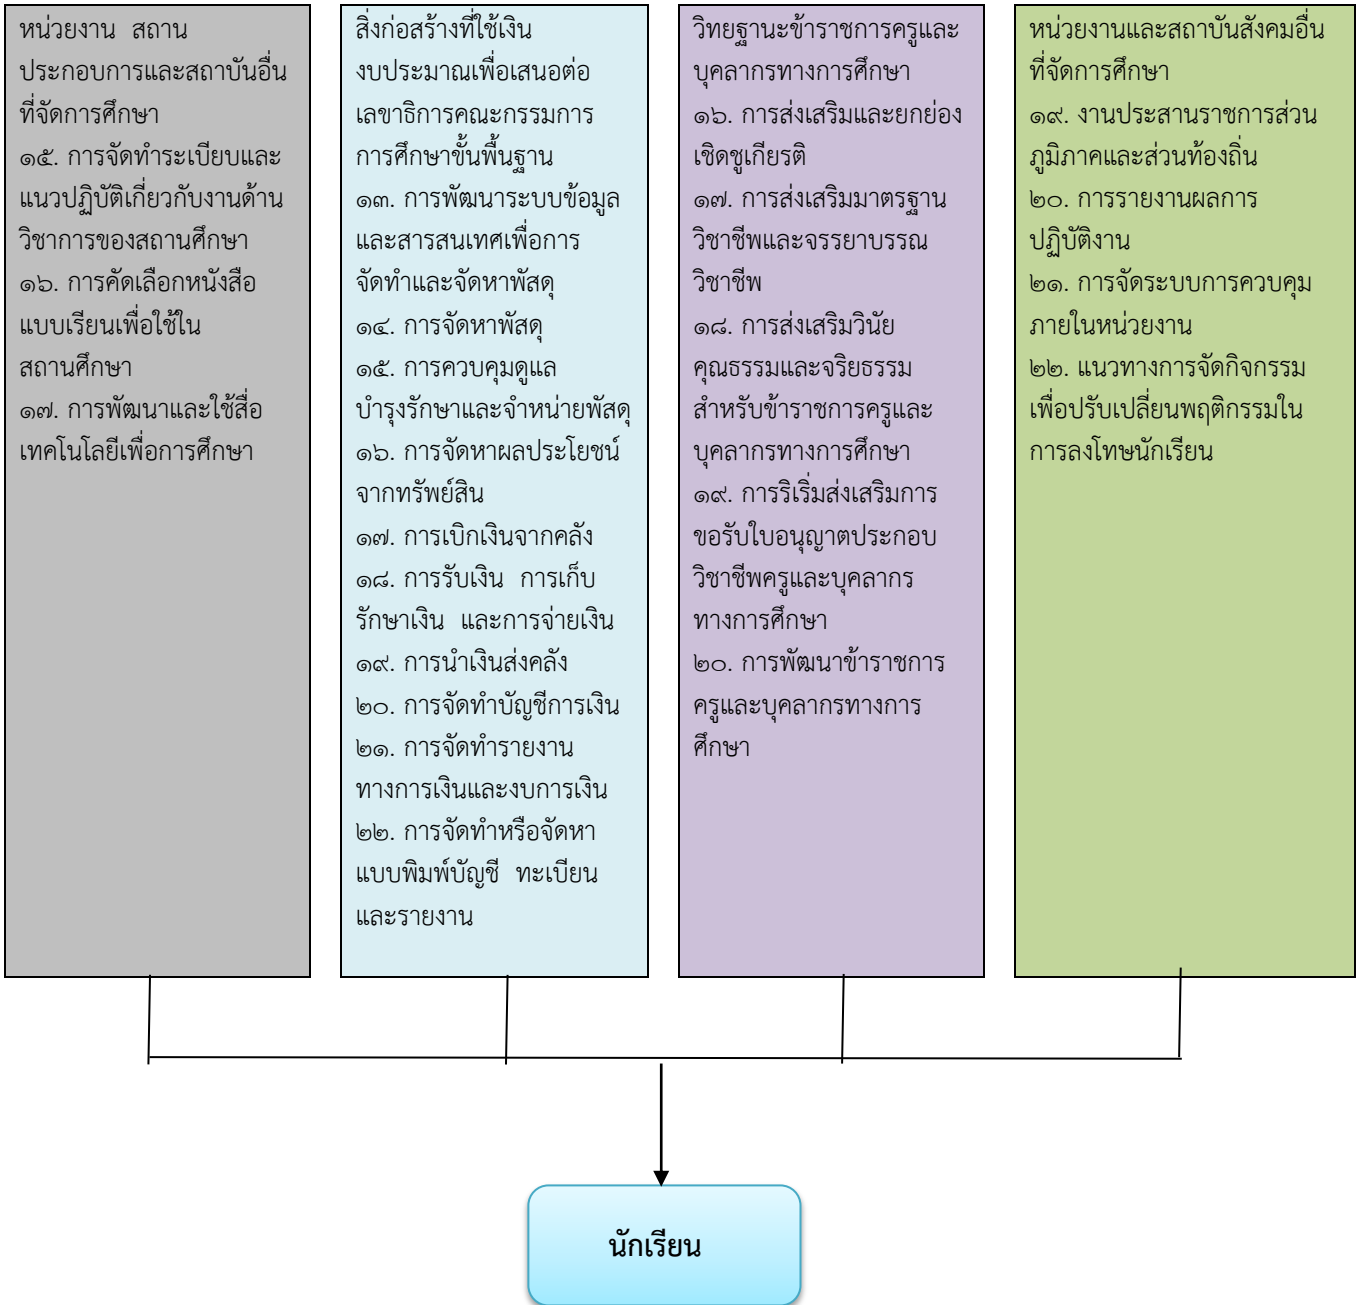 หน่วยงาน สถาน
ประกอบการและสถาบันอื่น
ที่จัดการศึกษา
๑๕. การจัดทำระเบียบและ
แนวปฏิบัติเกี่ยวกับงานด้าน
วิชาการของสถานศึกษา
๑๖. การคัดเลือกหนังสือ
แบบเรียนเพื่อใช้ใน
สถานศึกษา
๑๗. การพัฒนาและใช้สื่อ
เทคโนโลยีเพื่อการศึกษา
สิ่งก่อสร้างที่ใช้เงิน
งบประมาณเพื่อเสนอต่อ
เลขาธิการคณะกรรมการ
การศึกษาขั้นพื้นฐาน
๑๓. การพัฒนาระบบข้อมูล
และสารสนเทศเพื่อการ
จัดทำและจัดหาพัสดุ
๑๔. การจัดหาพัสดุ
๑๕. การควบคุมดูแล
บำรุงรักษาและจำหน่ายพัสดุ
๑๖. การจัดหาผลประโยชน์
จากทรัพย์สิน
๑๗. การเบิกเงินจากคลัง
๑๘. การรับเงิน การเก็บ
รักษาเงิน และการจ่ายเงิน
๑๙. การนำเงินส่งคลัง
๒๐. การจัดทำบัญชีการเงิน
๒๑. การจัดทำรายงาน
ทางการเงินและงบการเงิน
๒๒. การจัดทำหรือจัดหา
แบบพิมพ์บัญชี ทะเบียน
และรายงาน
วิทยฐานะข้าราชการครูและ
บุคลากรทางการศึกษา
๑๖. การส่งเสริมและยกย่อง
เชิดชูเกียรติ
๑๗. การส่งเสริมมาตรฐาน
วิชาชีพและจรรยาบรรณ
วิชาชีพ
๑๘. การส่งเสริมวินัย
คุณธรรมและจริยธรรม
สำหรับข้าราชการครูและ
บุคลากรทางการศึกษา
๑๙. การริเริ่มส่งเสริมการ
ขอรับใบอนุญาตประกอบ
วิชาชีพครูและบุคลากร
ทางการศึกษา
๒๐. การพัฒนาข้าราชการ
ครูและบุคลากรทางการ
ศึกษา
หน่วยงานและสถาบันสังคมอื่น
ที่จัดการศึกษา
๑๙. งานประสานราชการส่วน
ภูมิภาคและส่วนท้องถิ่น
๒๐. การรายงานผลการ
ปฏิบัติงาน
๒๑. การจัดระบบการควบคุม
ภายในหน่วยงาน
๒๒. แนวทางการจัดกิจกรรม
เพื่อปรับเปลี่ยนพฤติกรรมใน
การลงโทษนักเรียน
นักเรียน